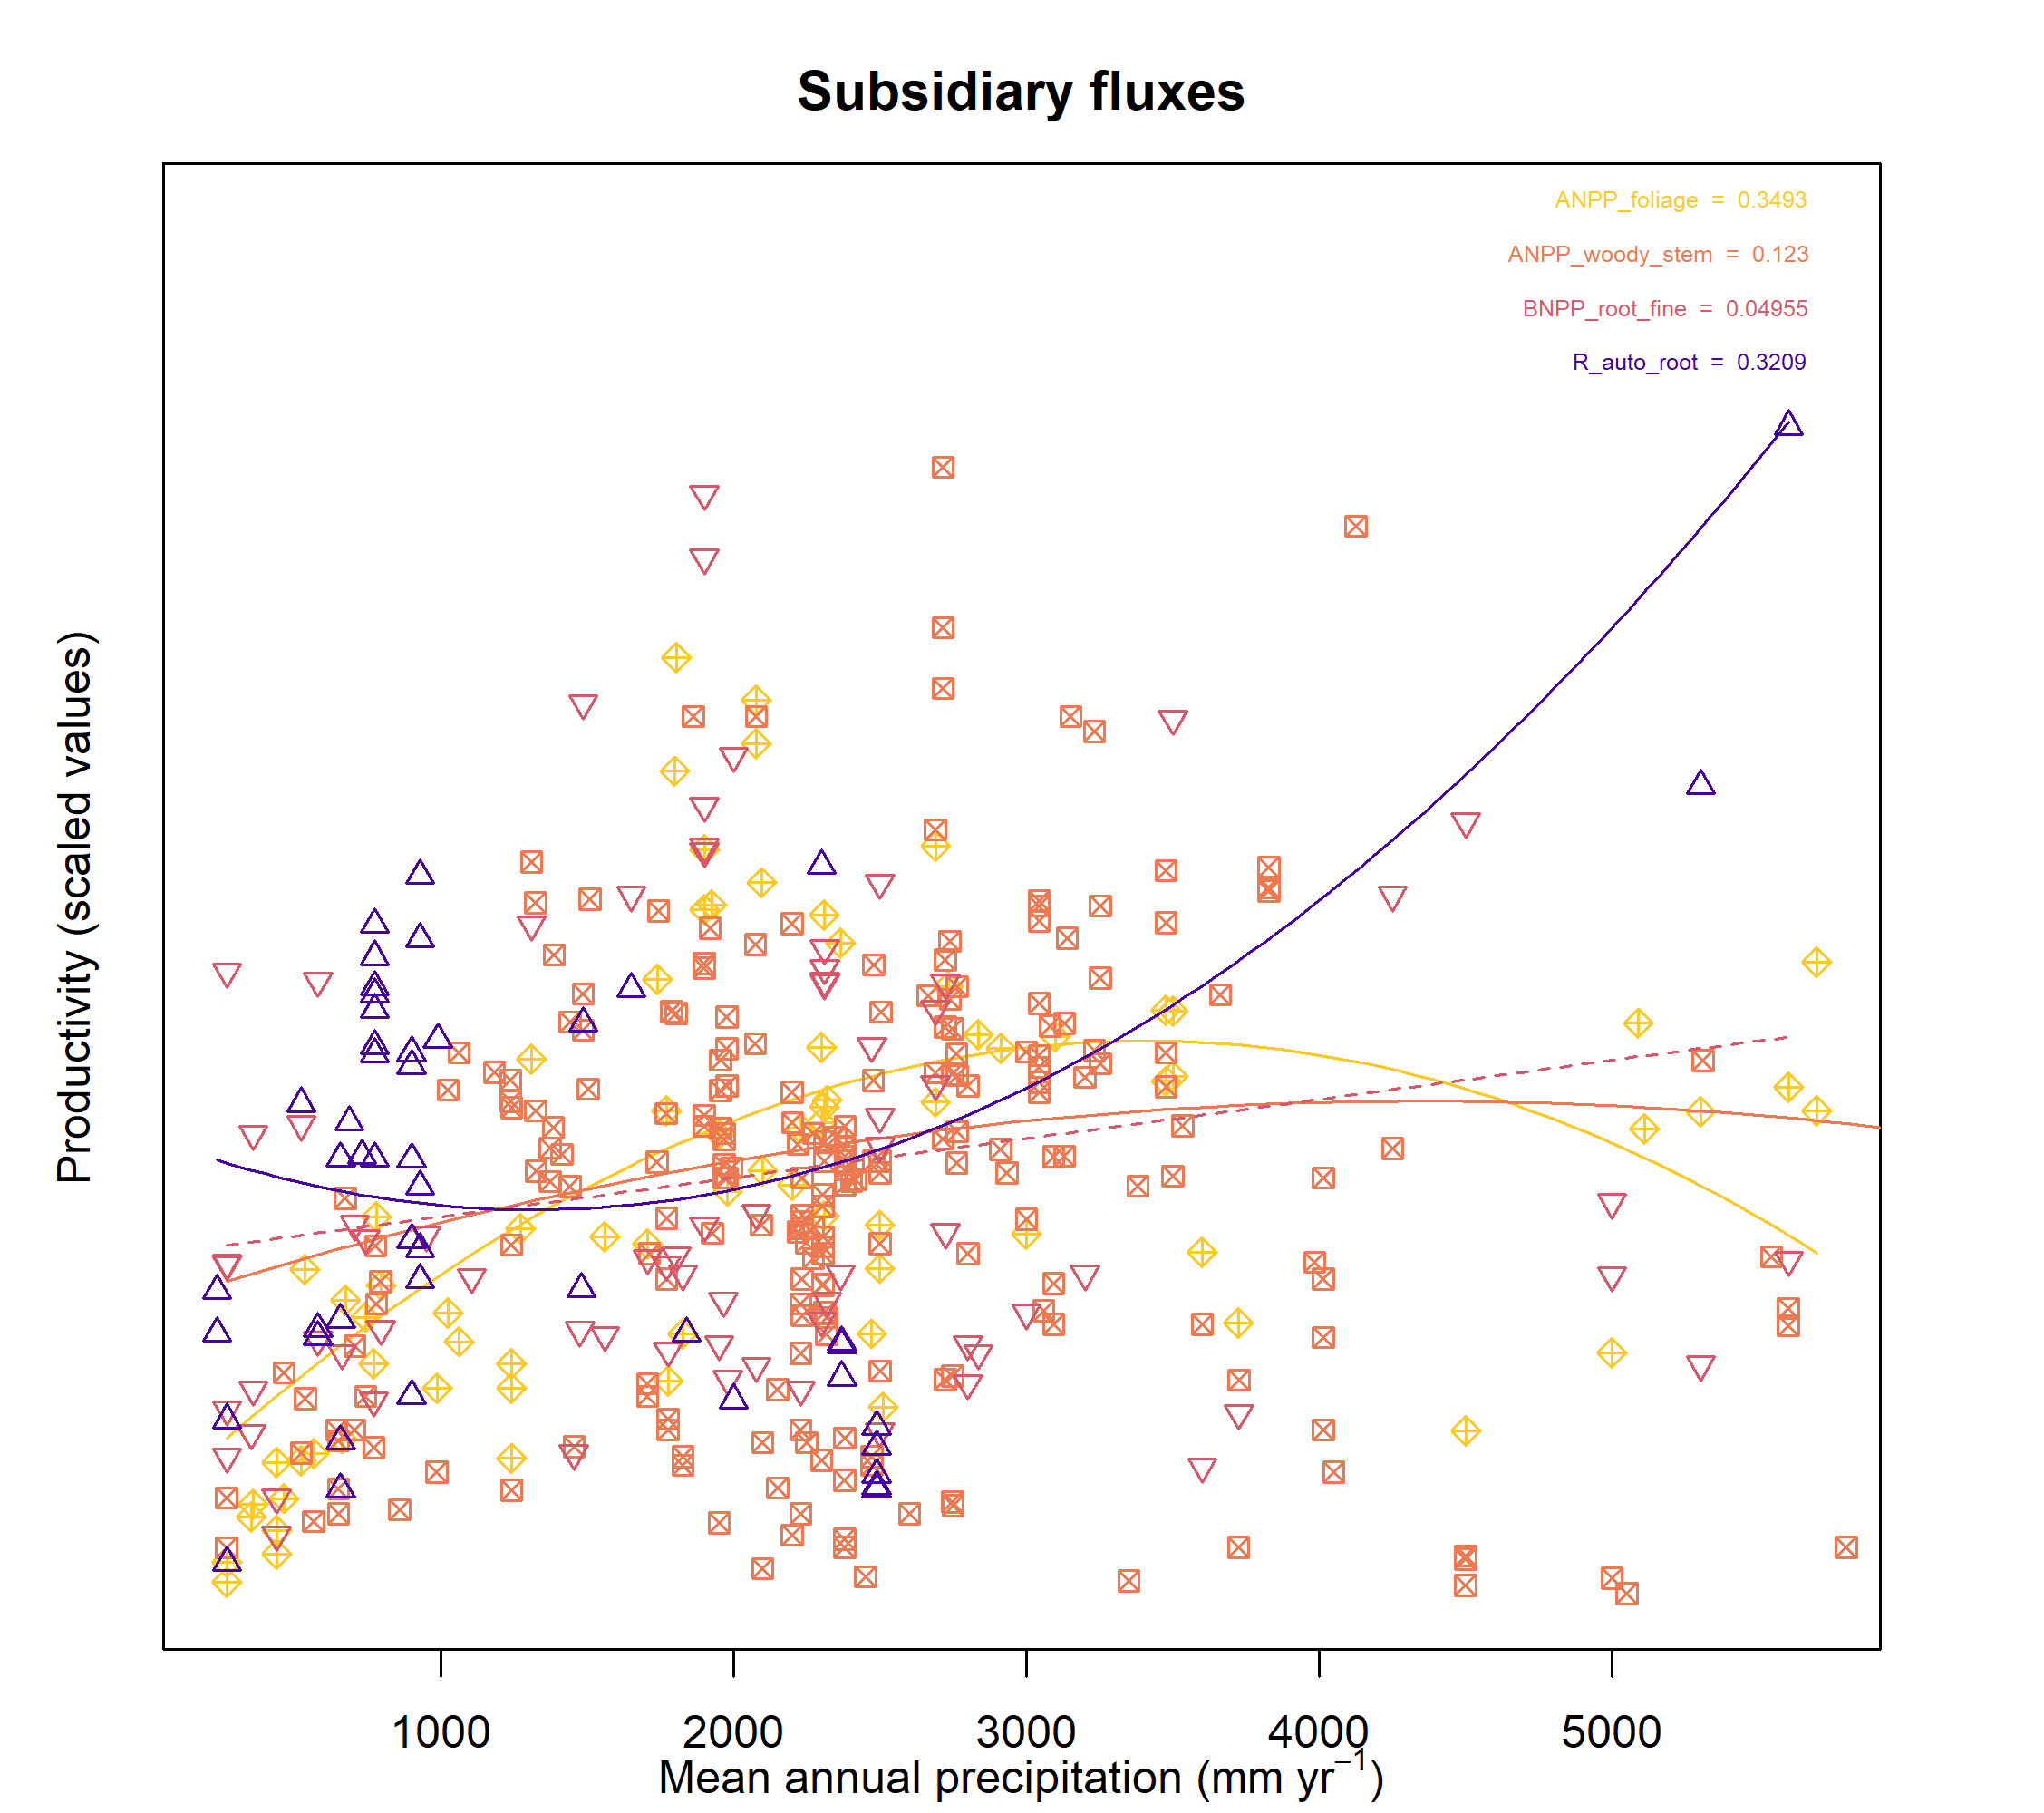 Subsidiary fluxes
ANPP_foliage = 0.3493
ANPP_woody_stem = 0.123
BNPP_root_fine = 0.04955
R_auto_root = 0.3209
Productivity (scaled values)
1000 2000 3000 4000 5000
Mean annual precipitation (mm yr⁻¹)